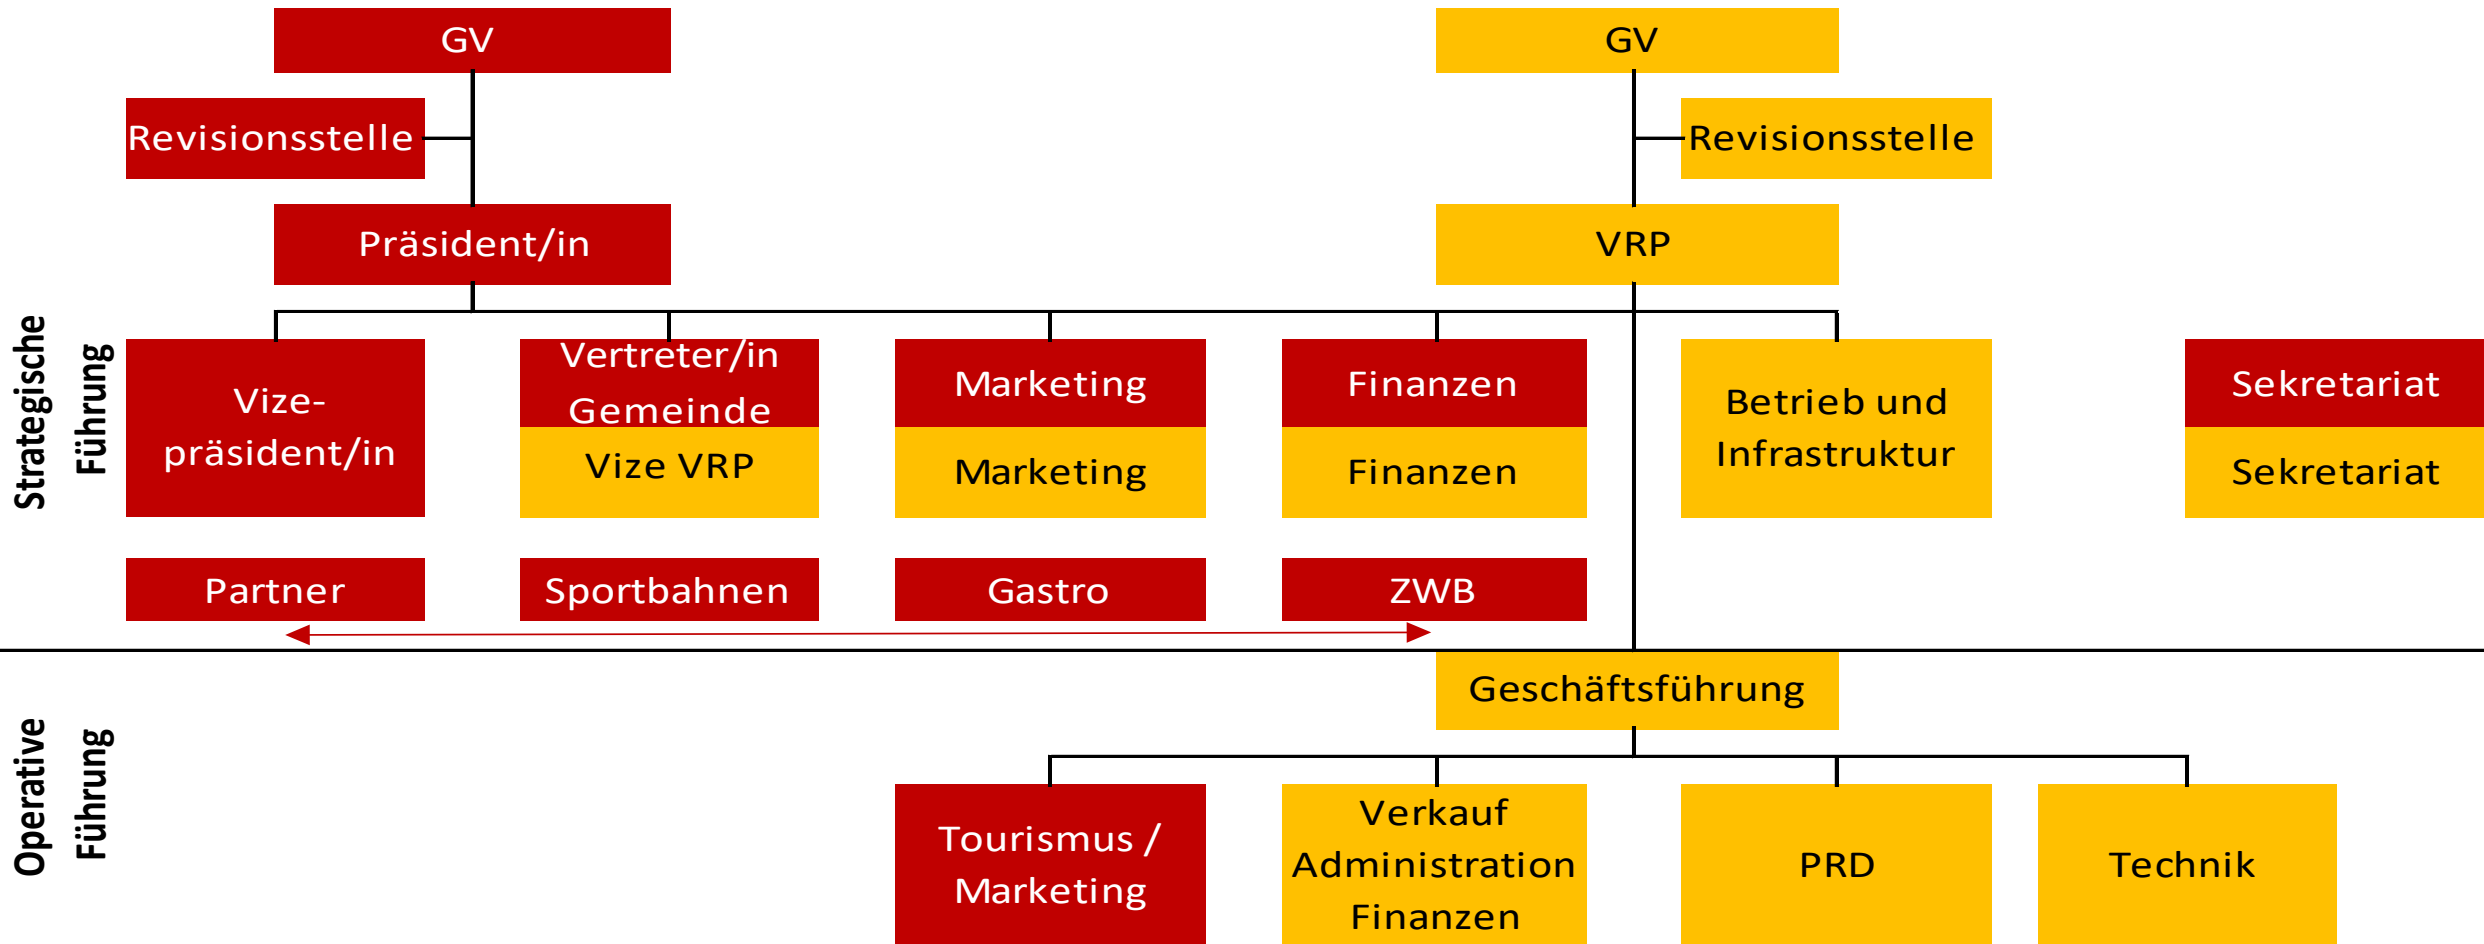 GV
GV
Revisionsstelle
Revisionsstelle
Präsident/in
VRP
Strategische
Führung
Vize-
präsident/in
Vertreter/in
Gemeinde
Vize VRP
Marketing
Marketing
Finanzen
Finanzen
Betrieb und
Infrastruktur
Sekretariat
Sekretariat
Partner
Sportbahnen
Gastro
ZWB
Operative
Führung
Geschäftsführung
Tourismus /
Marketing
Verkauf
Administration
Finanzen
PRD
Technik